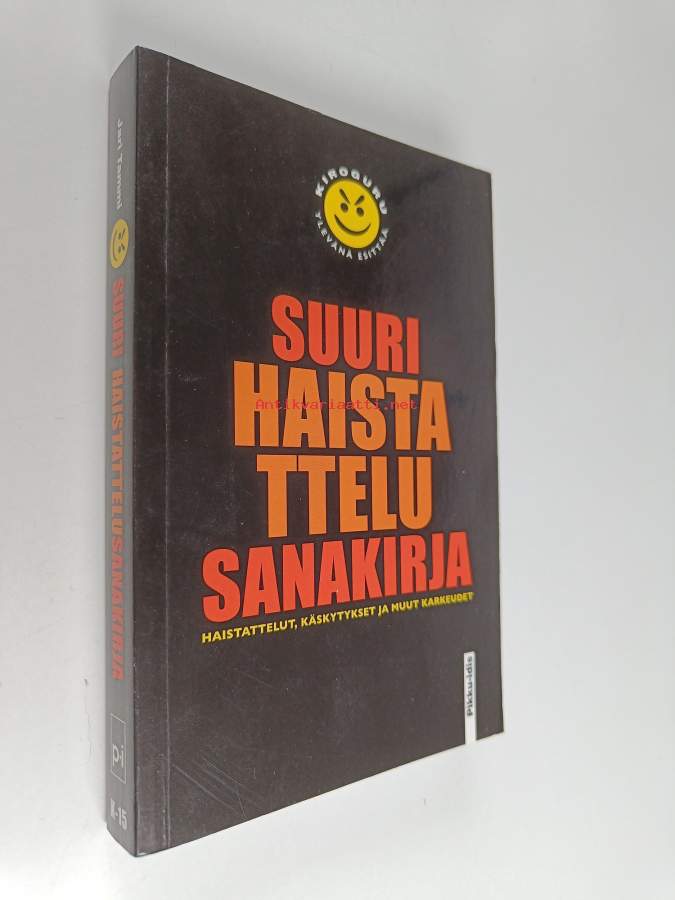 Jari Tammi
SUURI HAISTATTELUSANAKIRJA
pi
K-15
KIROGURU
YLEVÄNÄ ESITTÄÄ
SUURI
HAISTA
Antikvariaatti.net
TTELU
SANAKIRJA
HAISTATTELUT, KÄSKYTYKSET JA MUUT KARKEUDET
Pikku-idis